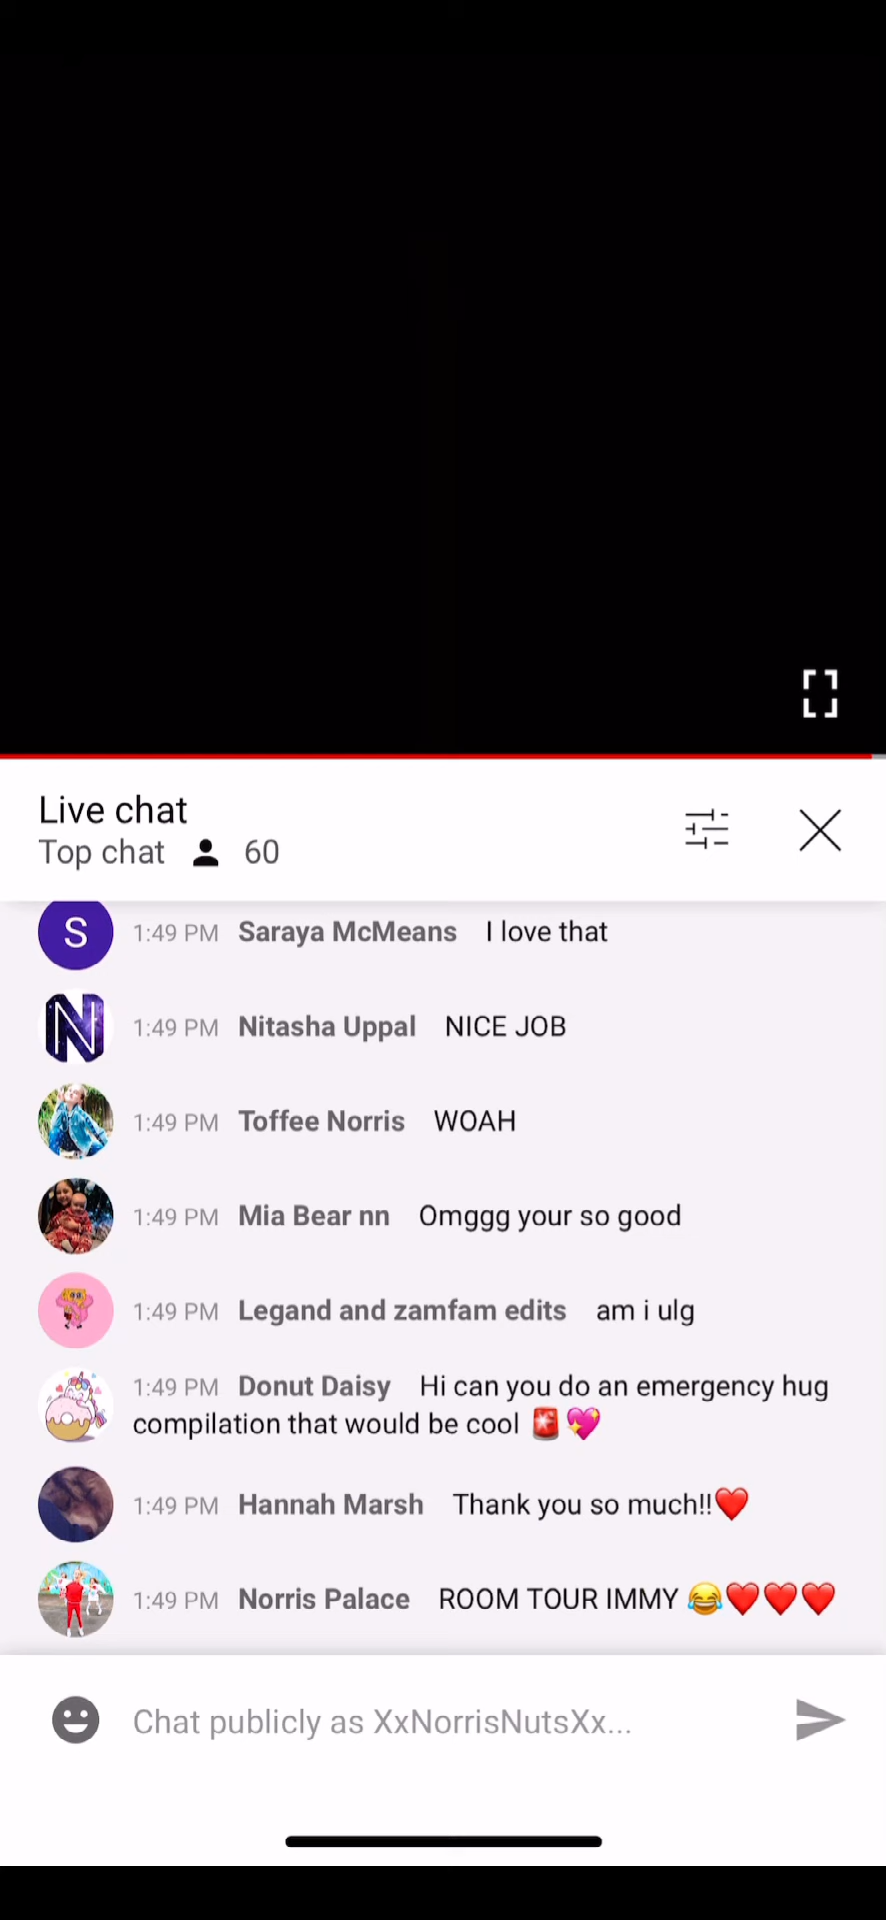 Live chat
Top chat 60
S 1:49 PM Saraya McMeans I love that
N 1:49 PM Nitasha Uppal NICE JOB
1:49 PM Toffee Norris WOAH
1:49 PM Mia Bear nn Omggg your so good
1:49 PM Legand and zamfam edits am i ulg
1:49 PM Donut Daisy Hi can you do an emergency hug
compilation that would be cool 🚨💖
1:49 PM Hannah Marsh Thank you so much!!❤️
1:49 PM Norris Palace ROOM TOUR IMMY 😂❤️❤️❤️
Chat publicly as XxNorrisNutsXx...